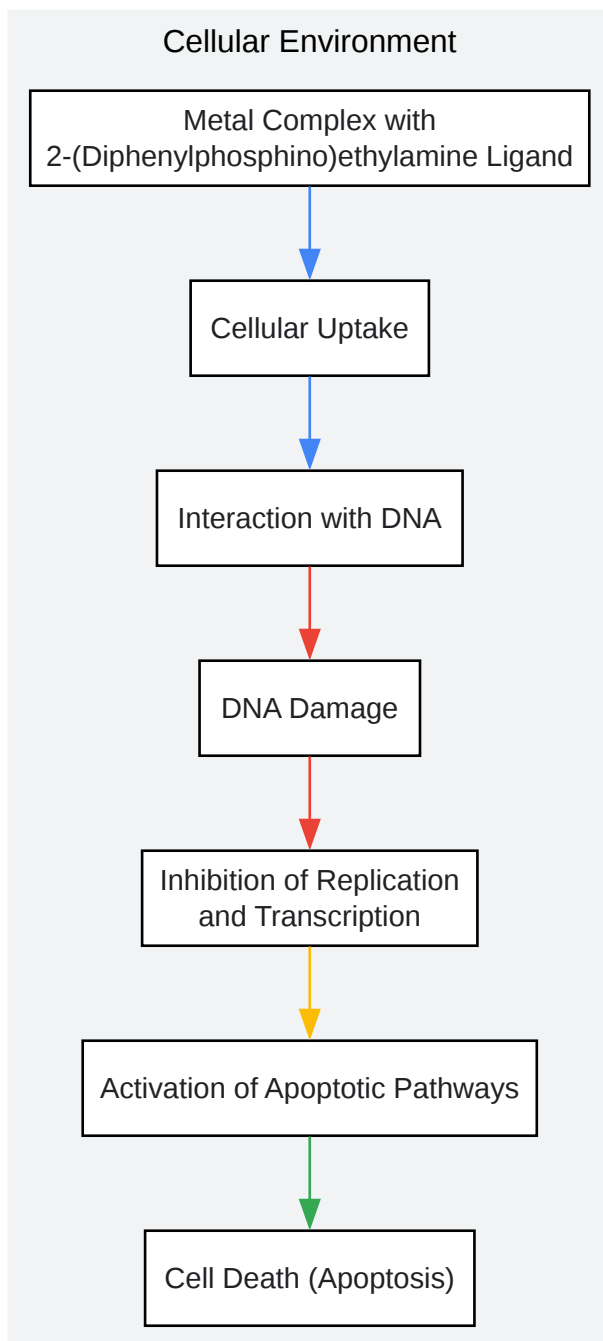 Cellular Environment
Metal Complex with
2-(Diphenylphosphino)ethylamine Ligand
Cellular Uptake
Interaction with DNA
DNA Damage
Inhibition of Replication
and Transcription
Activation of Apoptotic Pathways
Cell Death (Apoptosis)